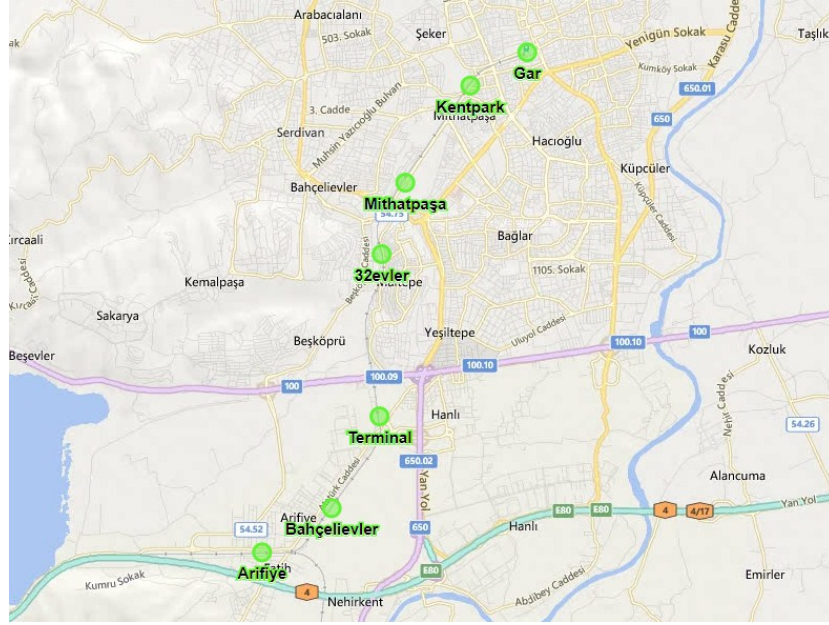 Arabacıalanı
Şeker
503. Sokak
Yenigün Sokak
Karasu Cadde
Taşlık
Gar
Kumköy Sokak
650.01
Kentpark
Mithatpaşa
3. Cadde
Muhsin Yazıcıoğlu Bulvarı
650
Serdivan
Hacıoğlu
Küpçüler
Bahçelievler
Mithatpaşa
54.75
Küpçüler Caddesi
Bağlar
32evler
Maltepe
1105. Sokak
Kemalpaşa
Sakarya
Beşköprü
Yeşiltepe
Uluyol Caddesi
100
100.10
Beşevler
100
100.09
100.10
Kozluk
Nehir Caddesi
Terminal
Hanlı
54.26
650.02
Yan Yol
Alancuma
Atatürk Caddesi
Arifiye
Bahçelievler
54.52
650
Hanlı
E80
E80
4
4/17
Yan Yol
Arifiye
Fatih
Kumru Sokak
4
E80
Nehirkent
Abdibey Caddesi
Emirler